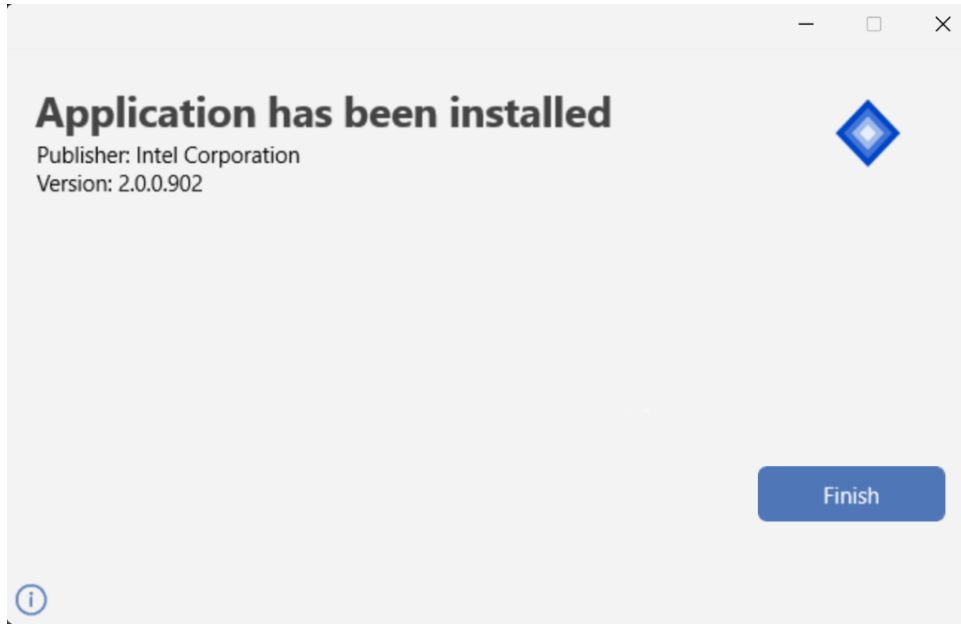 Application has been installed
Publisher: Intel Corporation
Version: 2.0.0.902
Finish